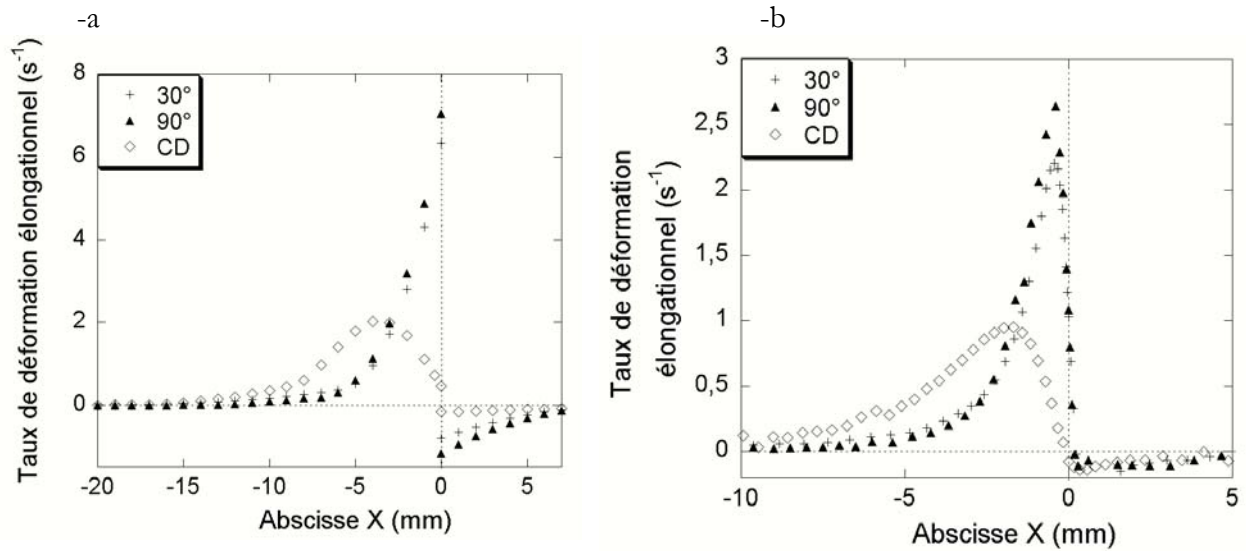 -a
Taux de déformation élongationnel (s-1)
8
6
4
2
0
30°
90°
CD
-20
-15
-10
-5
0
5
Abscisse X (mm)
-b
Taux de déformation
élongationnel (s-1)
3
2,5
2
1,5
1
0,5
0
30°
90°
CD
-10
-5
0
5
Abscisse X (mm)